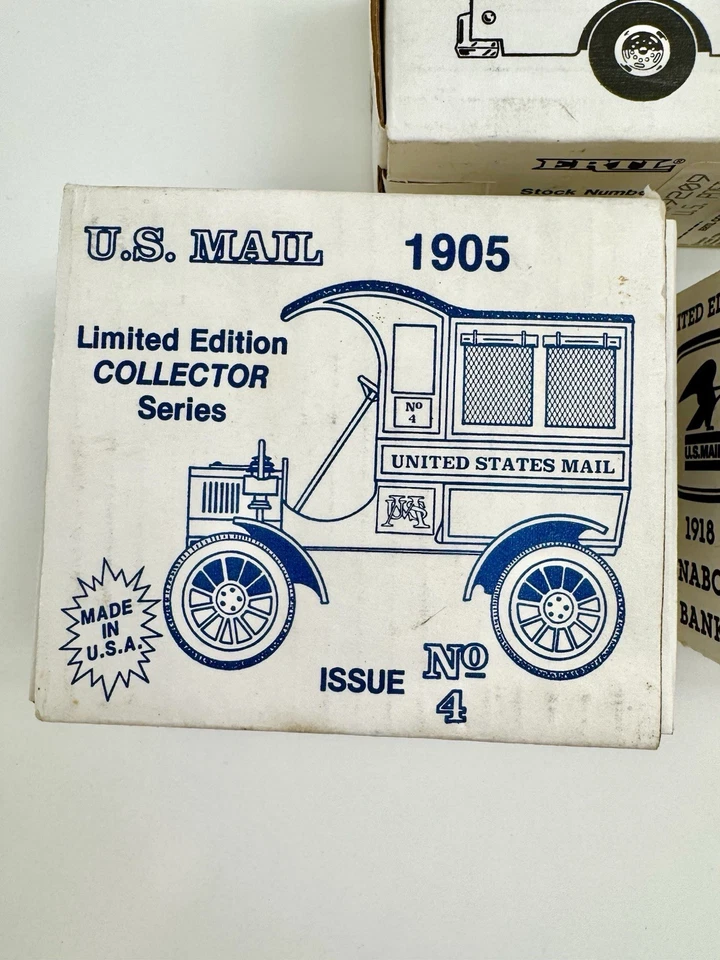 U.S. MAIL 1905
Limited Edition
COLLECTOR
Series
Nº
4
UNITED STATES MAIL
MADE
IN
U.S.A.
ISSUE Nº
4
ERTL®
Stock Numbe
U.S.MAIL
1918
BANK